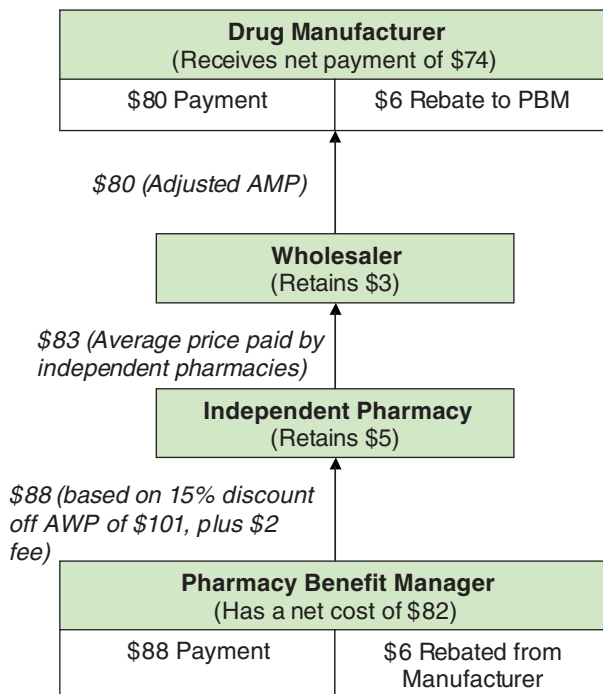 Drug Manufacturer
(Receives net payment of $74)
$80 Payment
$6 Rebate to PBM
$80 (Adjusted AMP)
Wholesaler
(Retains $3)
$83 (Average price paid by
independent pharmacies)
Independent Pharmacy
(Retains $5)
$88 (based on 15% discount
off AWP of $101, plus $2
fee)
Pharmacy Benefit Manager
(Has a net cost of $82)
$88 Payment
$6 Rebated from
Manufacturer